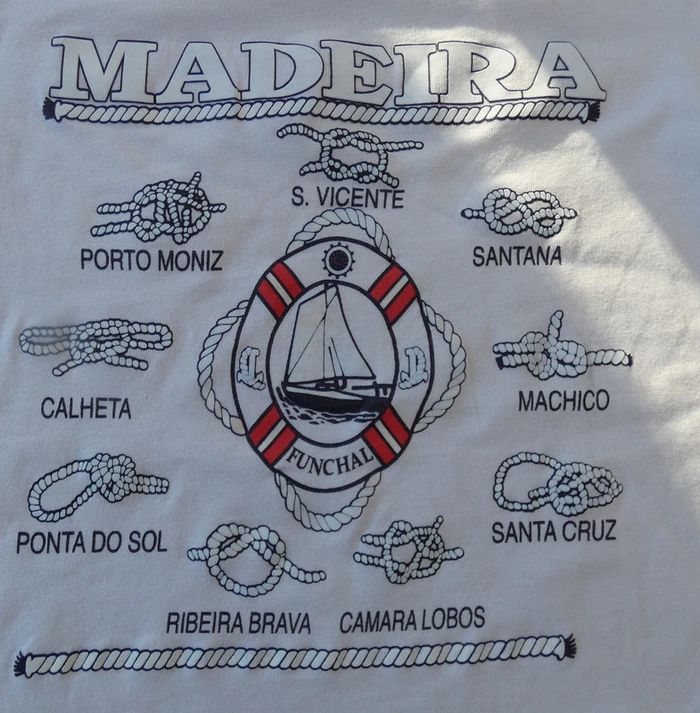 MADEIRA
S. VICENTE
PORTO MONIZ
SANTANA
CALHETA
MACHICO
FUNCHAL
PONTA DO SOL
SANTA CRUZ
RIBEIRA BRAVA
CAMARA LOBOS